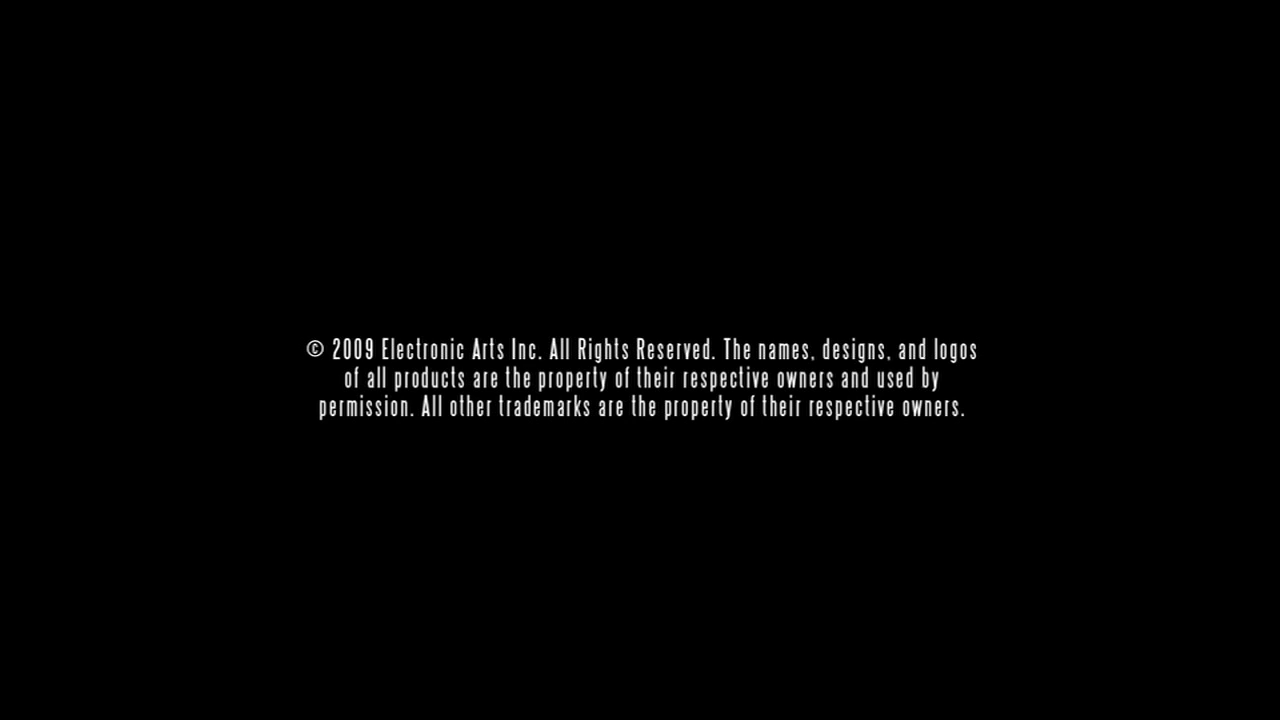 © 2009 Electronic Arts Inc. All Rights Reserved. The names, designs, and logos
of all products are the property of their respective owners and used by
permission. All other trademarks are the property of their respective owners.